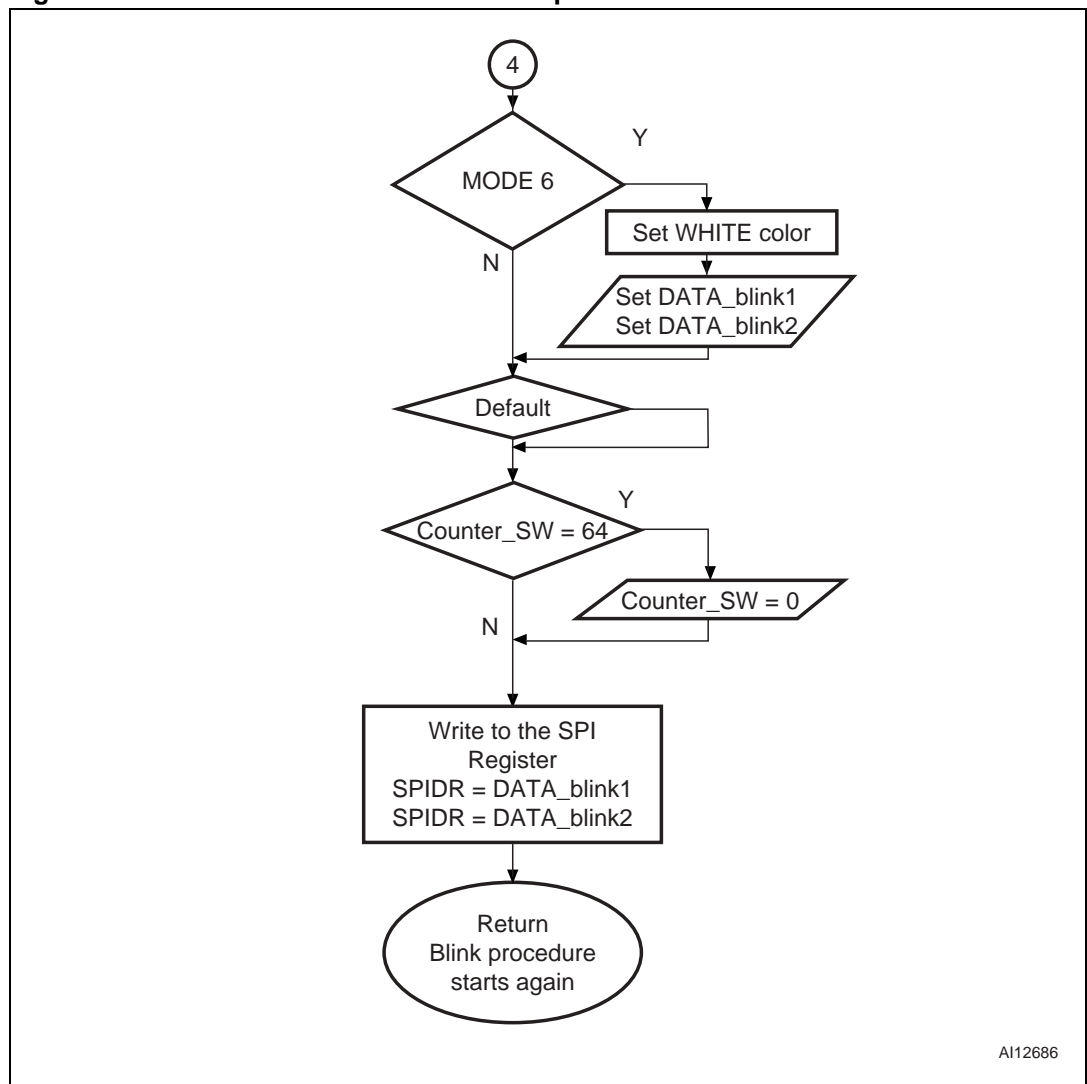 4
MODE 6
Y
Set WHITE color
N
Set DATA_blink1
Set DATA_blink2
Default
Y
Counter_SW = 64
Counter_SW = 0
N
Write to the SPI
Register
SPIDR = DATA_blink1
SPIDR = DATA_blink2
Return
Blink procedure
starts again
AI12686